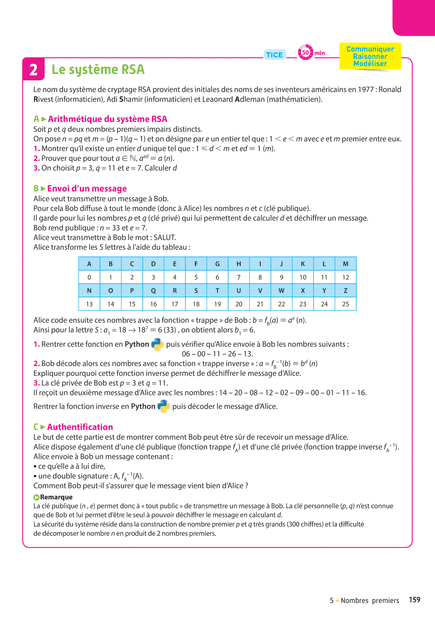 TICE 50 min
Communiquer
Raisonner
Modéliser
2 Le système RSA
Le nom du système de cryptage RSA provient des initiales des noms de ses inventeurs américains en 1977 : Ronald
Rivest (informaticien), Adi Shamir (informaticien) et Leaonard Adleman (mathématicien).
A ▸ Arithmétique du système RSA
Soit p et q deux nombres premiers impairs distincts.
On pose n = pq et m = (p – 1)(q – 1) et on désigne par e un entier tel que : 1 < e < m avec e et m premier entre eux.
1. Montrer qu'il existe un entier d unique tel que : 1 ⩽ d < m et ed ≡ 1 (m).
2. Prouver que pour tout a ∈ ℕ, aᵉᵈ ≡ a (n).
3. On choisit p = 3, q = 11 et e = 7. Calculer d
B ▸ Envoi d'un message
Alice veut transmettre un message à Bob.
Pour cela Bob diffuse à tout le monde (donc à Alice) les nombres n et c (clé publique).
Il garde pour lui les nombres p et q (clé privé) qui lui permettent de calculer d et déchiffrer un message.
Bob rend publique : n = 33 et e = 7.
Alice veut transmettre à Bob le mot : SALUT.
Alice transforme les 5 lettres à l'aide du tableau :
A B C D E F G H I J K L M
0 1 2 3 4 5 6 7 8 9 10 11 12
N O P Q R S T U V W X Y Z
13 14 15 16 17 18 19 20 21 22 23 24 25
Alice code ensuite ces nombres avec la fonction « trappe » de Bob : b = f_B(a) ≡ aᵉ (n).
Ainsi pour la lettre S : a₁ = 18 → 18⁷ ≡ 6 (33) , on obtient alors b₁ = 6.
1. Rentrer cette fonction en Python puis vérifier qu'Alice envoie à Bob les nombres suivants :
06 – 00 – 11 – 26 – 13.
2. Bob décode alors ces nombres avec sa fonction « trappe inverse » : a = f_B⁻¹(b) ≡ bᵈ (n)
Expliquer pourquoi cette fonction inverse permet de déchiffrer le message d'Alice.
3. La clé privée de Bob est p = 3 et q = 11.
Il reçoit un deuxième message d'Alice avec les nombres : 14 – 20 – 08 – 12 – 02 – 09 – 00 – 01 – 11 – 16.
Rentrer la fonction inverse en Python puis décoder le message d'Alice.
C ▸ Authentification
Le but de cette partie est de montrer comment Bob peut être sûr de recevoir un message d'Alice.
Alice dispose également d'une clé publique (fonction trappe f_A) et d'une clé privée (fonction trappe inverse f_A⁻¹).
Alice envoie à Bob un message contenant :
• ce qu'elle a à lui dire,
• une double signature : A, f_A⁻¹(A).
Comment Bob peut-il s'assurer que le message vient bien d'Alice ?
Remarque
La clé publique (n , e) permet donc à « tout public » de transmettre un message à Bob. La clé personnelle (p, q) n'est connue
que de Bob et lui permet d'être le seul à pouvoir déchiffrer le message en calculant d.
La sécurité du système réside dans la construction de nombre premier p et q très grands (300 chiffres) et la difficulté
de décomposer le nombre n en produit de 2 nombres premiers.
5 – Nombres premiers 159